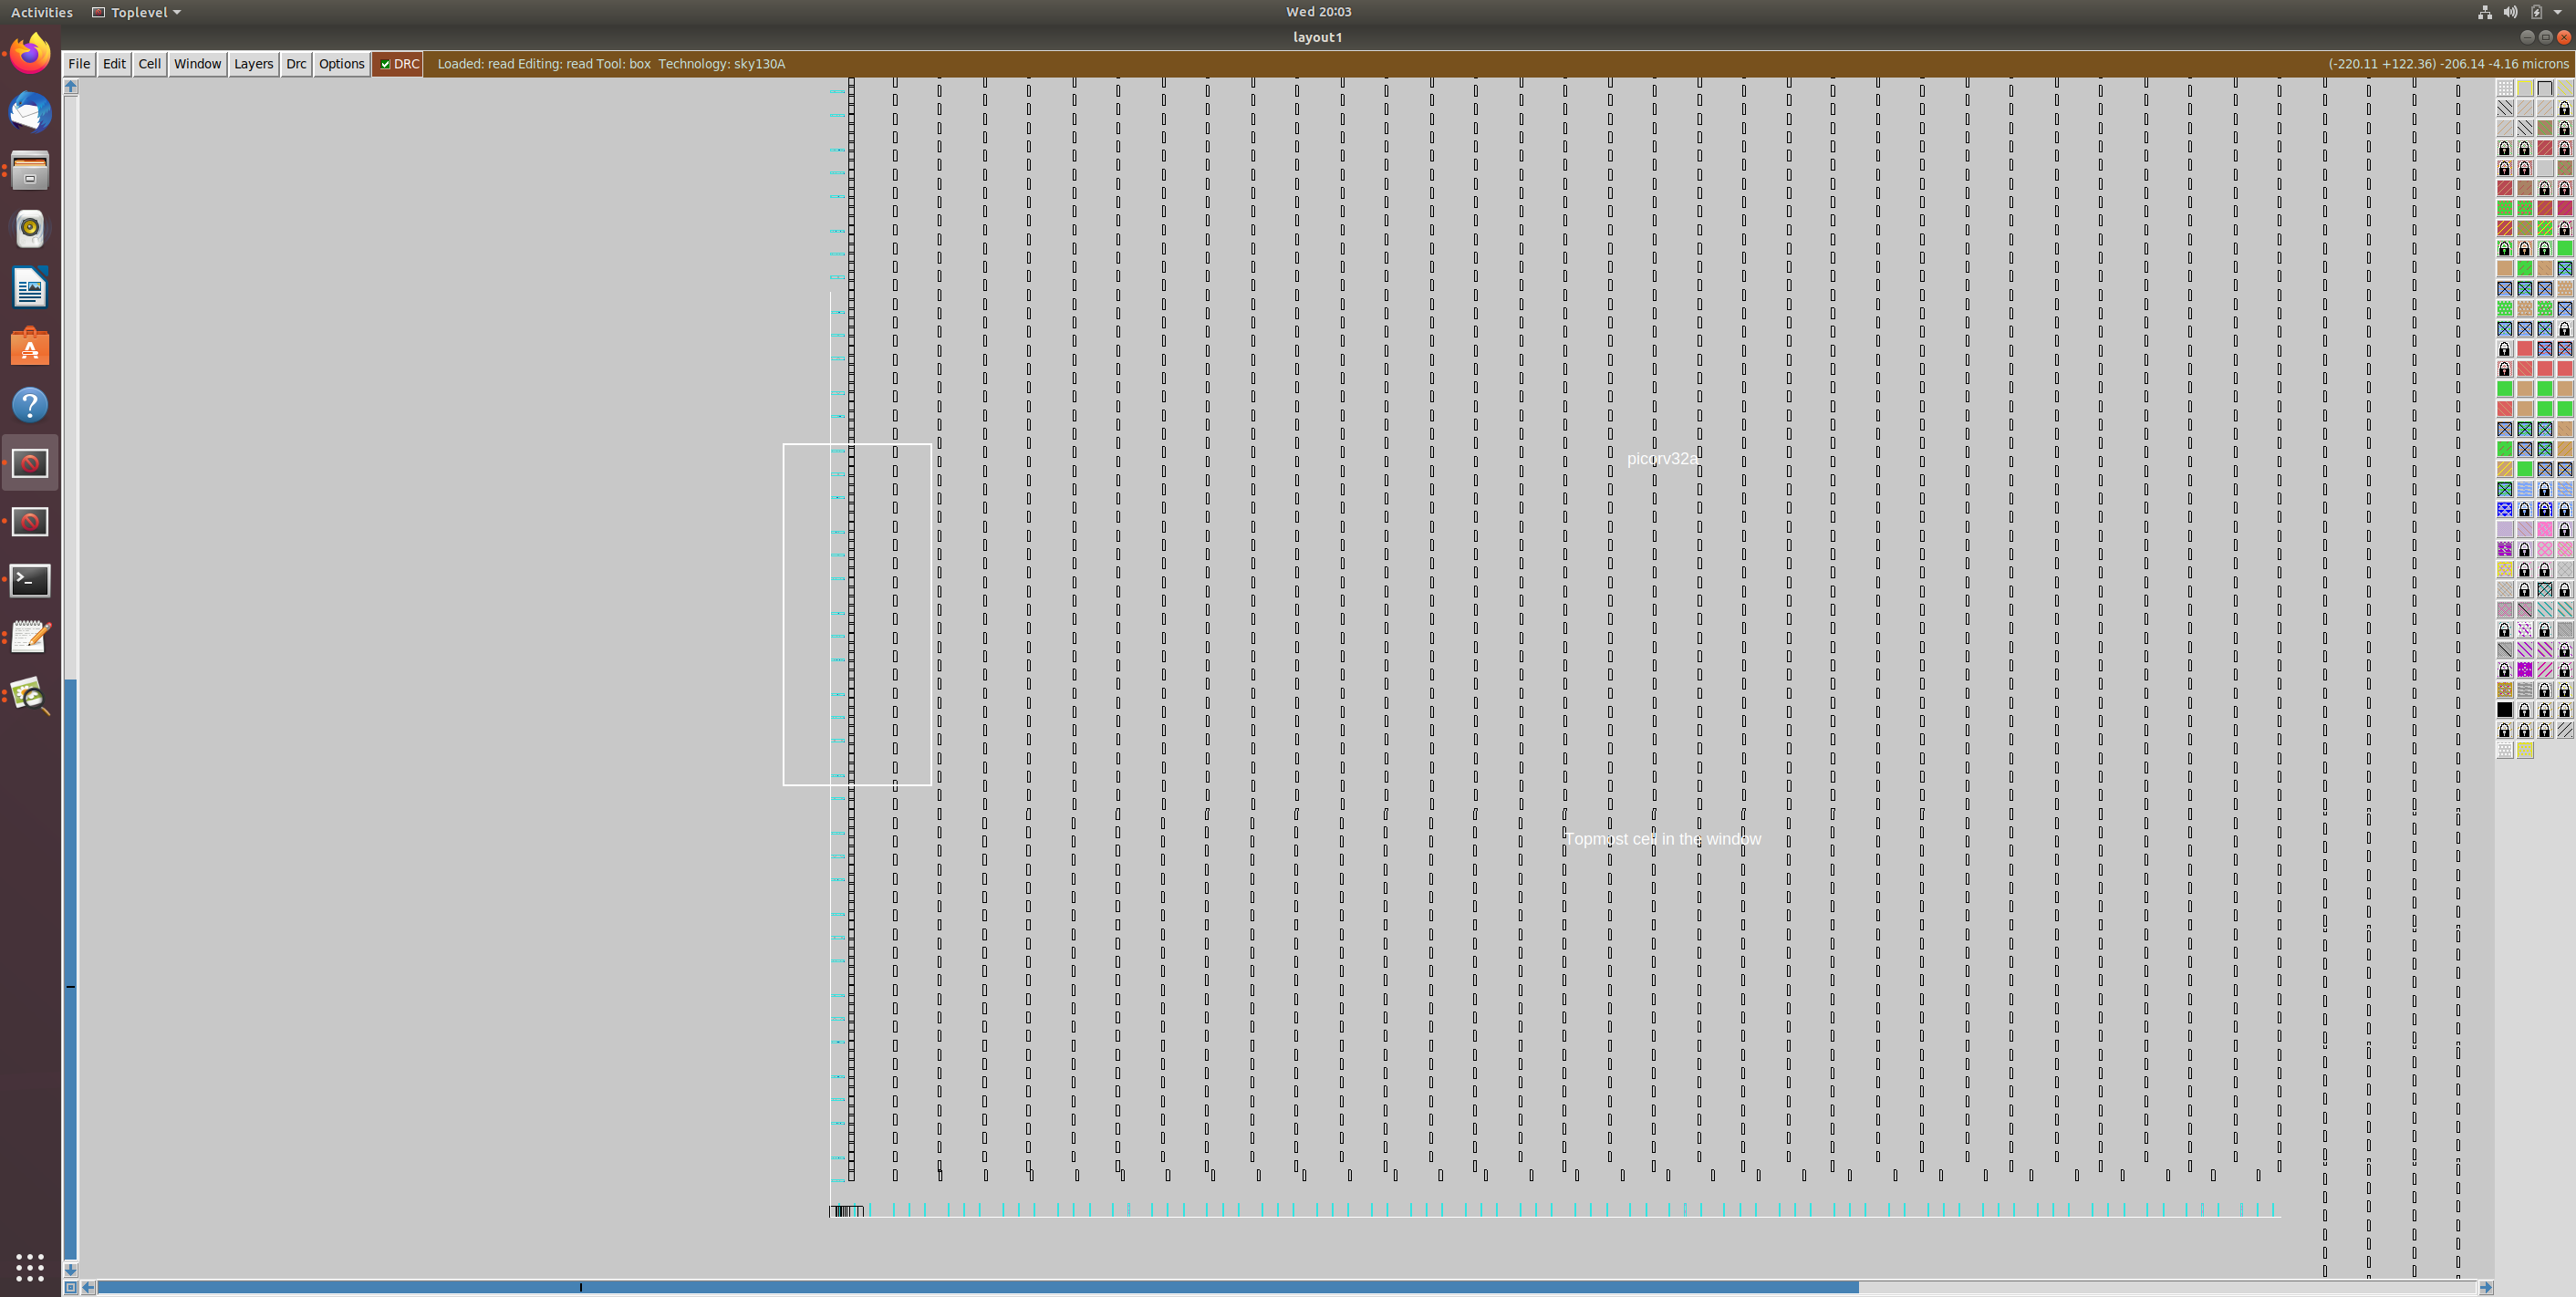 Activities Toplevel Wed 20:03
layout1
File Edit Cell Window Layers Drc Options DRC Loaded: read Editing: read Tool: box Technology: sky130A (-220.11 +122.36) -206.14 -4.16 microns
picorv32a
Topmost cell in the window